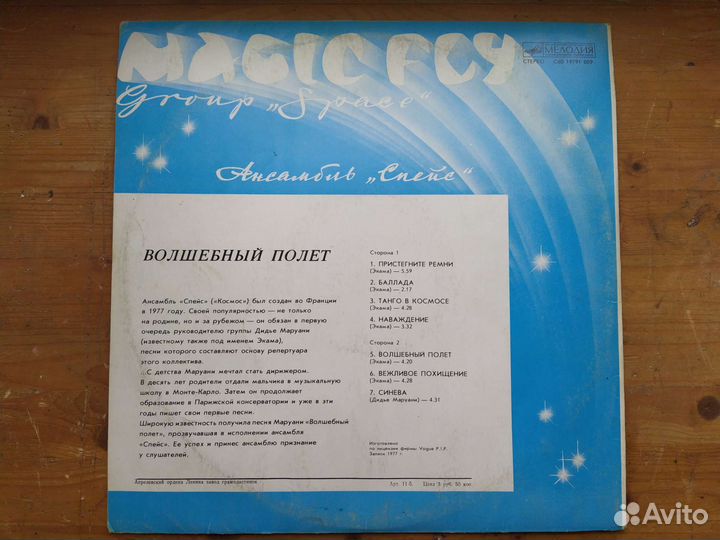 MAGIC FLY
МЕЛОДИЯ
СТЕРЕО С60 19791 009
Group „Space“
Ансамбль „Спейс“
ВОЛШЕБНЫЙ ПОЛЕТ
Ансамбль «Спейс» («Космос») был создан во Франции
в 1977 году. Своей популярностью — не только
на родине, но и за рубежом — он обязан в первую
очередь руководителю группы Дидье Маруани
(известному также под именем Экама),
песни которого составляют основу репертуара
этого коллектива.
...С детства Маруани мечтал стать дирижером.
В десять лет родители отдали мальчика в музыкальную
школу в Монте-Карло. Затем он продолжает
образование в Парижской консерватории и уже в эти
годы пишет свои первые песни.
Широкую известность получила песня Маруани «Волшебный
полет», прозвучавшая в исполнении ансамбля
«Спейс». Ее успех и принес ансамблю признание
у слушателей.
Сторона 1
1. ПРИСТЕГНИТЕ РЕМНИ
(Экама) — 5.59
2. БАЛЛАДА
(Экама) — 2.17
3. ТАНГО В КОСМОСЕ
(Экама) — 4.28
4. НАВАЖДЕНИЕ
(Экама) — 3.32
Сторона 2
5. ВОЛШЕБНЫЙ ПОЛЕТ
(Экама) — 4.20
6. ВЕЖЛИВОЕ ПОХИЩЕНИЕ
(Экама) — 4.28
7. СИНЕВА
(Дидье Маруани) — 4.31
Изготовлено
по лицензии фирмы Vogue P.I.P.
Запись 1977 г.
Апрелевский ордена Ленина завод грампластинок
Арт. 11-5. Цена 3 руб. 50 коп.
Avito